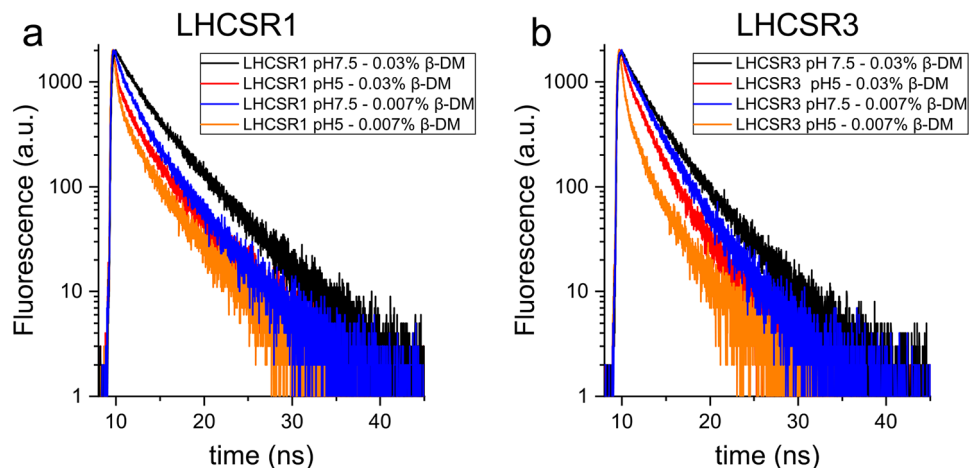 a
LHCSR1
LHCSR1 pH7.5 - 0.03% β-DM
LHCSR1 pH5 - 0.03% β-DM
LHCSR1 pH7.5 - 0.007% β-DM
LHCSR1 pH5 - 0.007% β-DM
Fluorescence (a.u.)
1000
100
10
1
10 20 30 40
time (ns)
b
LHCSR3
LHCSR3 pH 7.5 - 0.03% β-DM
LHCSR3 pH5 - 0.03% β-DM
LHCSR3 pH7.5 - 0.007% β-DM
LHCSR3 pH5 - 0.007% β-DM
Fluorescence (a.u.)
1000
100
10
1
10 20 30 40
time (ns)